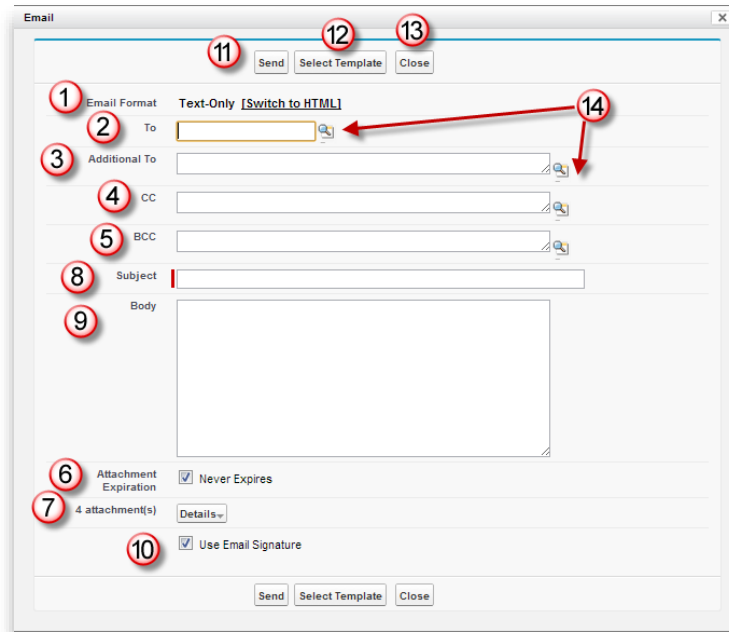 Email
11 12 13
Send Select Template Close
1 Email Format Text-Only [Switch to HTML]
14
2 To
3 Additional To
4 CC
5 BCC
8 Subject
9 Body
6 Attachment
Expiration Never Expires
7 4 attachment(s) Details
10 Use Email Signature
Send Select Template Close